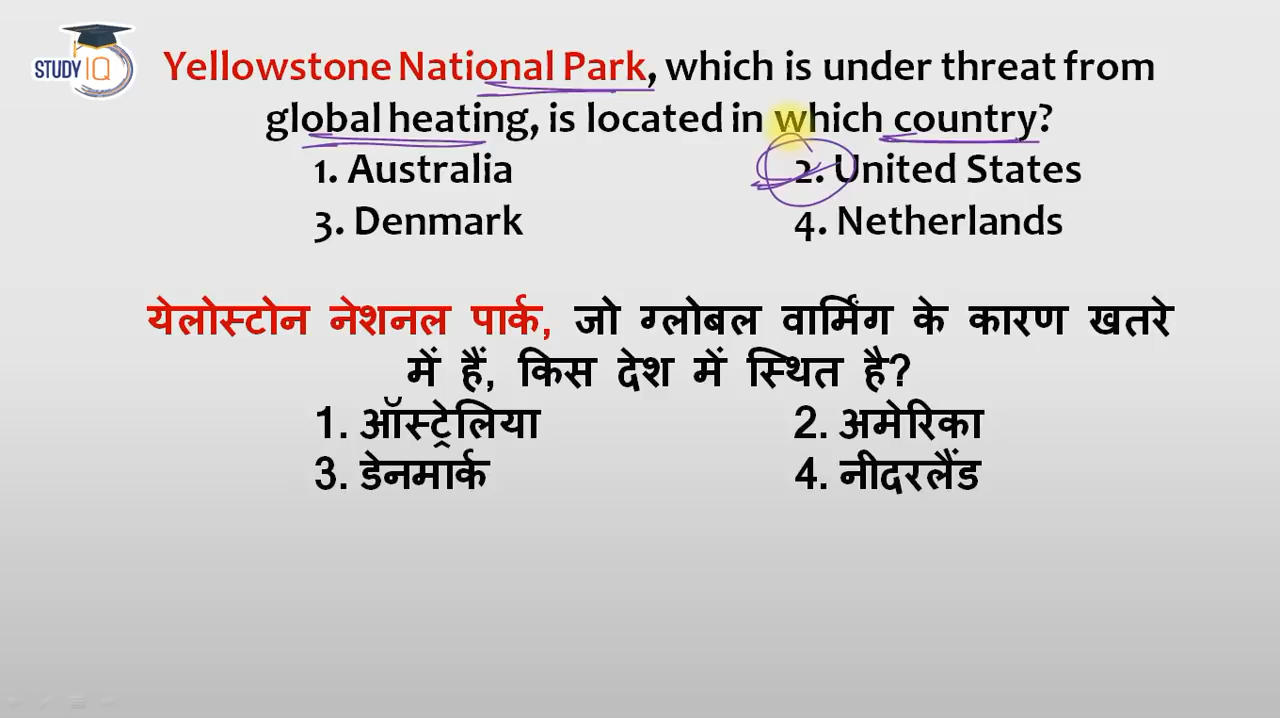 STUDY IQ
Yellowstone National Park, which is under threat from
global heating, is located in which country?
1. Australia 2. United States
3. Denmark 4. Netherlands
येलोस्टोन नेशनल पार्क, जो ग्लोबल वार्मिंग के कारण खतरे
में हैं, किस देश में स्थित है?
1. ऑस्ट्रेलिया 2. अमेरिका
3. डेनमार्क 4. नीदरलैंड